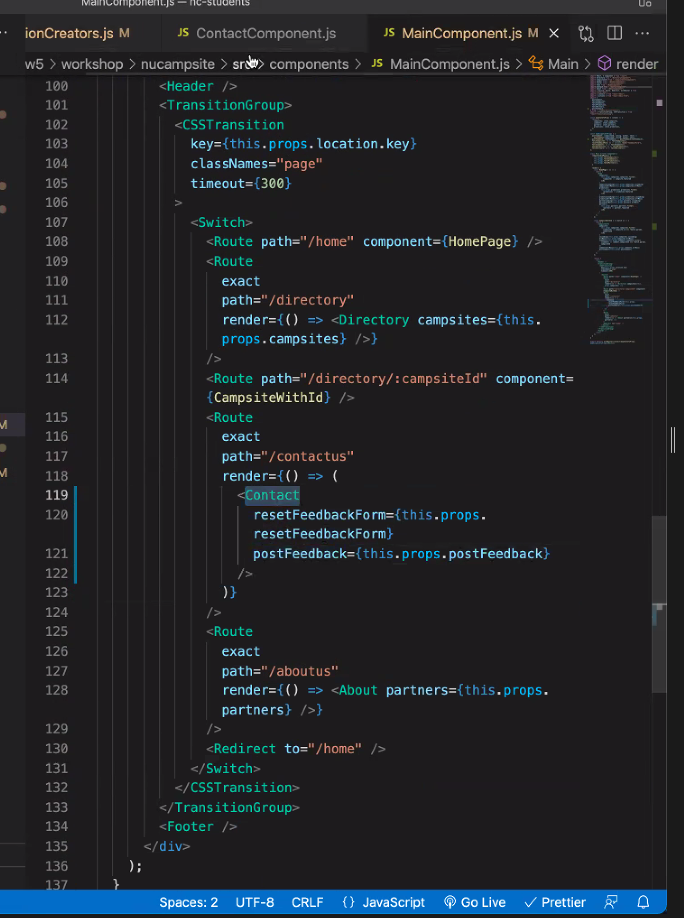 MainComponent.js — nc-students
ionCreators.js M
JS ContactComponent.js
JS MainComponent.js M
w5 > workshop > nucampsite > src > components > JS MainComponent.js > Main > render
100 <Header />
101 <TransitionGroup>
102 <CSSTransition
103 key={this.props.location.key}
104 classNames="page"
105 timeout={300}
106 >
107 <Switch>
108 <Route path="/home" component={HomePage} />
109 <Route
110 exact
111 path="/directory"
112 render={() => <Directory campsites={this.
props.campsites} />}
113 />
114 <Route path="/directory/:campsiteId" component=
{CampsiteWithId} />
115 <Route
116 exact
117 path="/contactus"
118 render={() => (
119 <Contact
120 resetFeedbackForm={this.props.
resetFeedbackForm}
121 postFeedback={this.props.postFeedback}
122 />
123 )}
124 />
125 <Route
126 exact
127 path="/aboutus"
128 render={() => <About partners={this.props.
partners} />}
129 />
130 <Redirect to="/home" />
131 </Switch>
132 </CSSTransition>
133 </TransitionGroup>
134 <Footer />
135 </div>
136 );
137 }
M
M
Spaces: 2 UTF-8 CRLF {} JavaScript Go Live ✓ Prettier